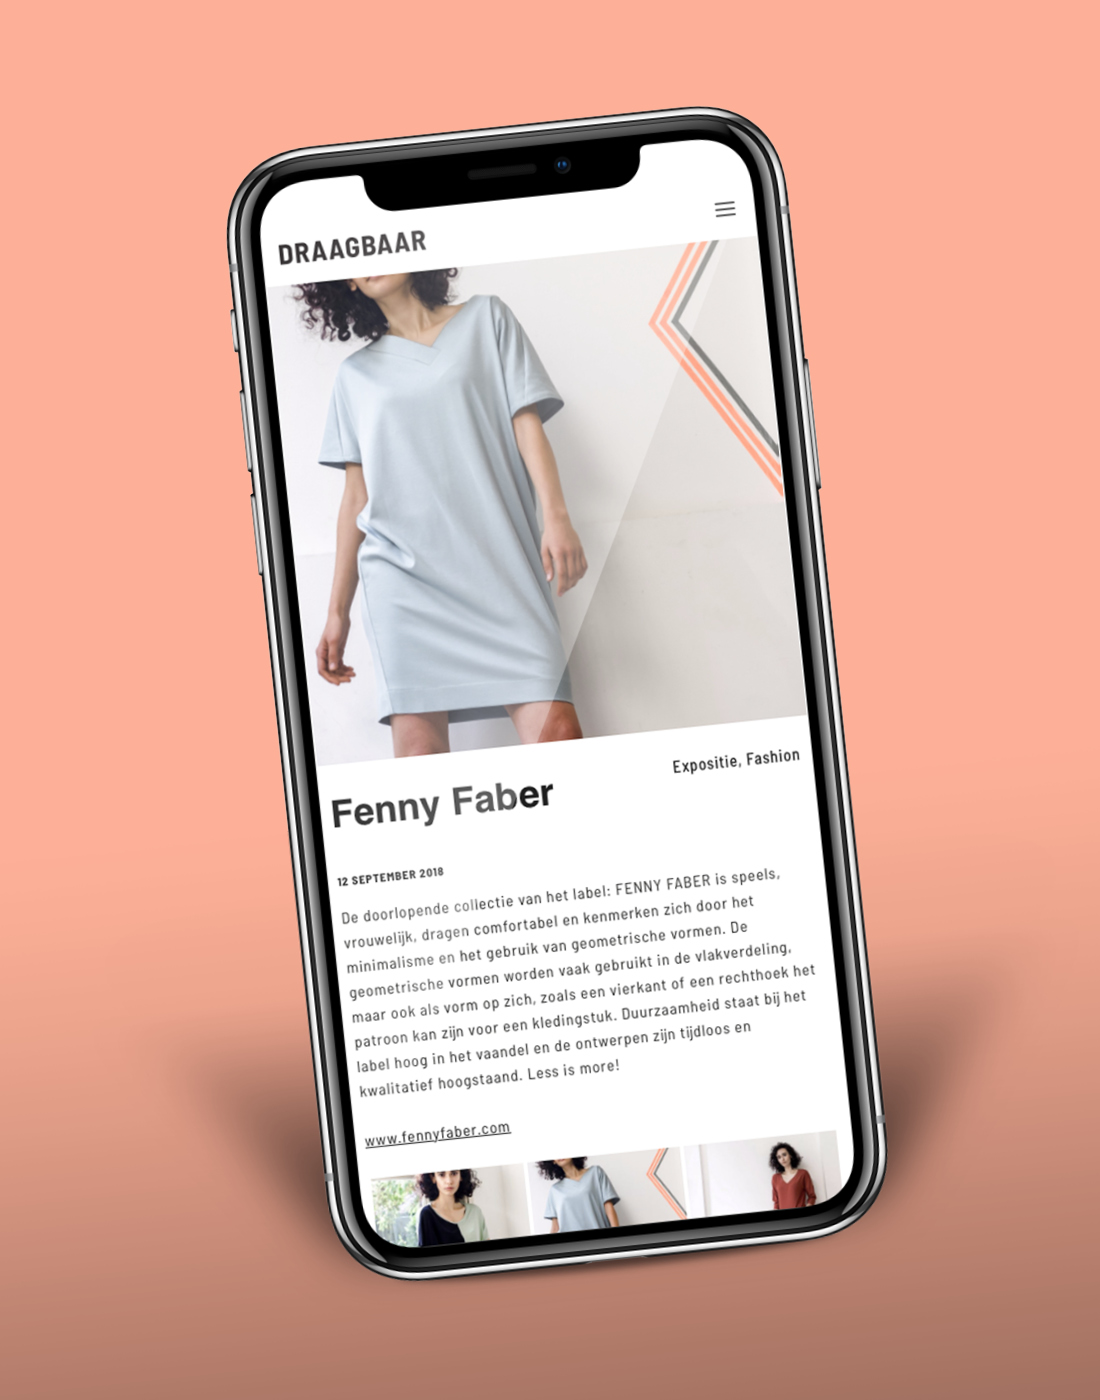 DRAAGBAAR
Expositie, Fashion
Fenny Faber
12 SEPTEMBER 2018
De doorlopende collectie van het label: FENNY FABER is speels,
vrouwelijk, dragen comfortabel en kenmerken zich door het
minimalisme en het gebruik van geometrische vormen. De
geometrische vormen worden vaak gebruikt in de vlakverdeling,
maar ook als vorm op zich, zoals een vierkant of een rechthoek het
patroon kan zijn voor een kledingstuk. Duurzaamheid staat bij het
label hoog in het vaandel en de ontwerpen zijn tijdloos en
kwalitatief hoogstaand. Less is more!
www.fennyfaber.com